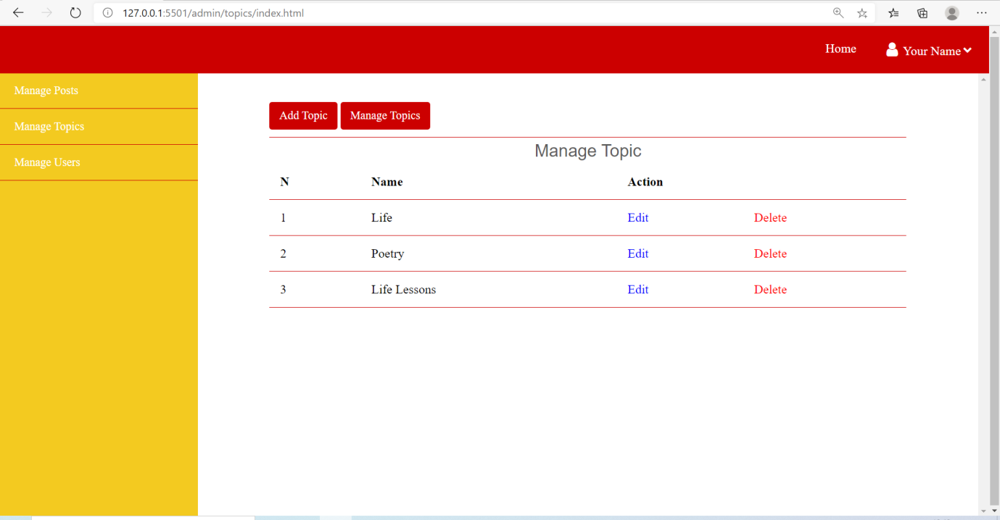 127.0.0.1:5501/admin/topics/index.html
Home Your Name
Manage Posts
Manage Topics
Manage Users
Add Topic Manage Topics
Manage Topic
N Name Action
1 Life Edit Delete
2 Poetry Edit Delete
3 Life Lessons Edit Delete